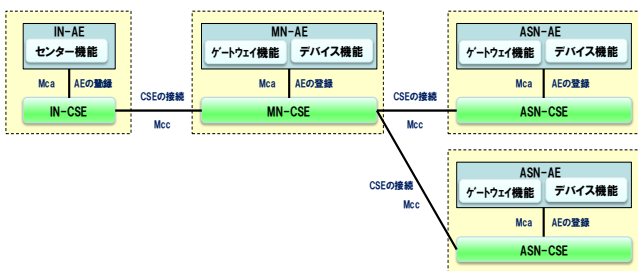 IN-AE
センター機能
Mca AEの登録
IN-CSE
CSEの接続
Mcc
MN-AE
ゲートウェイ機能 デバイス機能
Mca AEの登録
MN-CSE
CSEの接続
Mcc
ASN-AE
ゲートウェイ機能 デバイス機能
Mca AEの登録
ASN-CSE
CSEの接続
Mcc
ASN-AE
ゲートウェイ機能 デバイス機能
Mca AEの登録
ASN-CSE